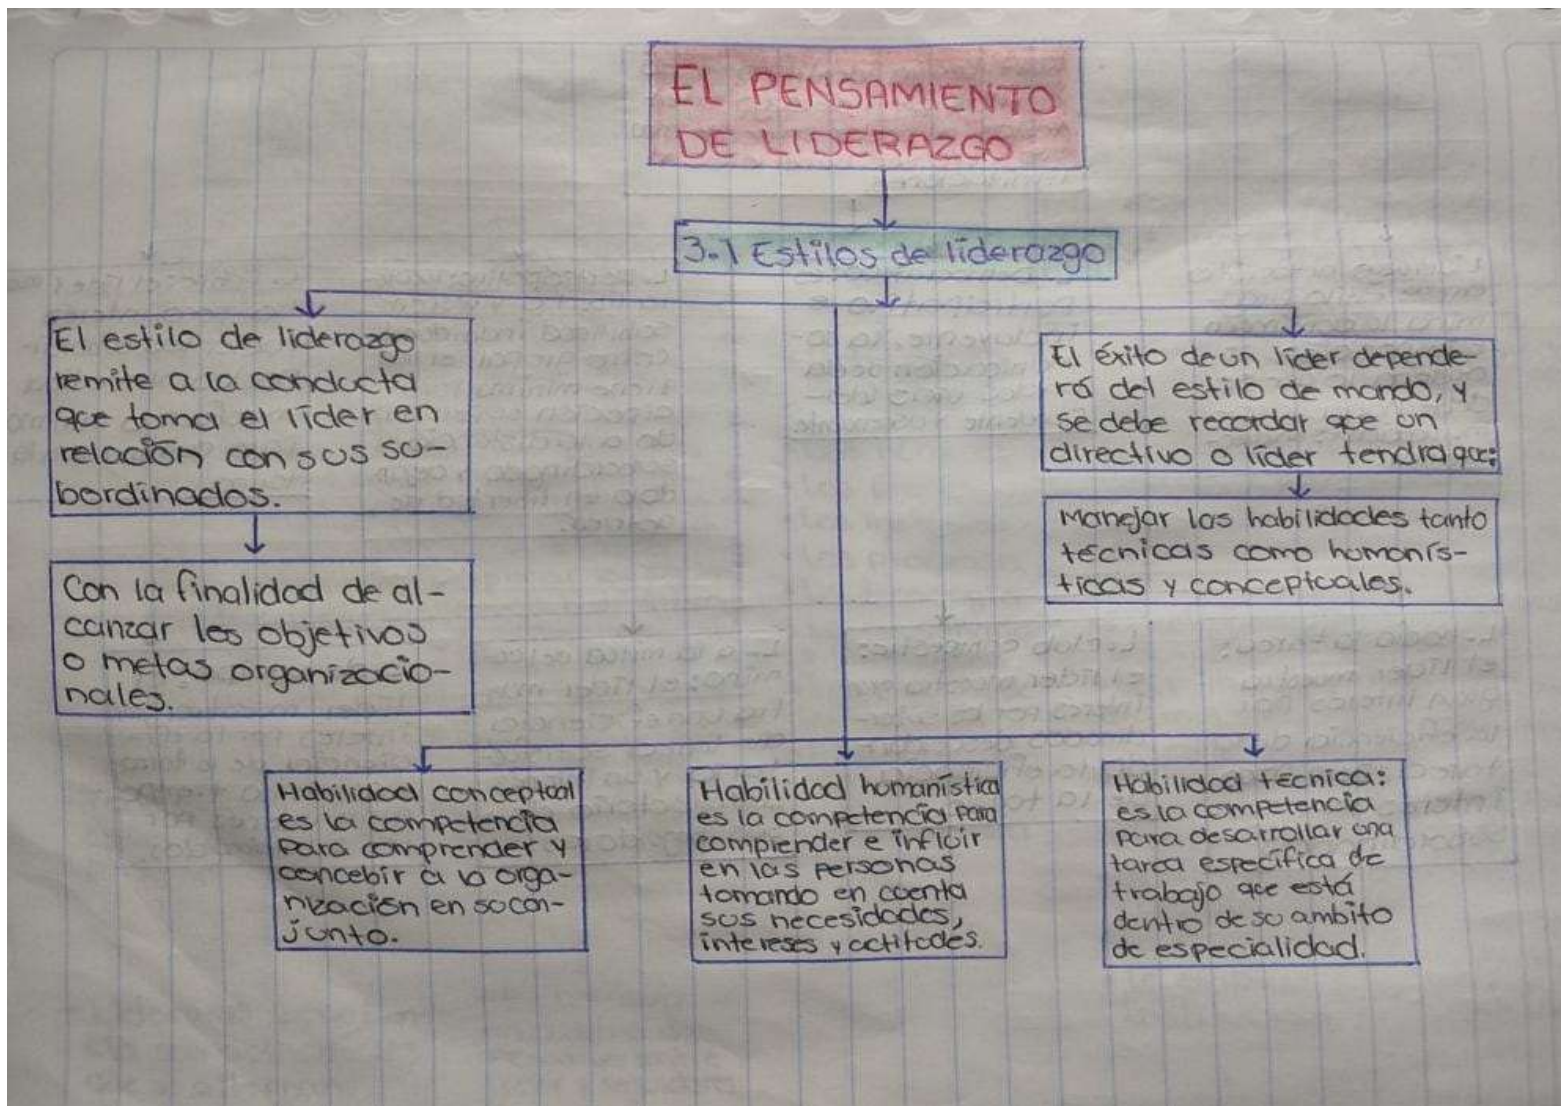 EL PENSAMIENTO
DE LIDERAZGO
3.1 Estilos de liderazgo
El estilo de liderazgo
remite a la conducta
que toma el líder en
relación con sus su-
bordinados.
Con la finalidad de al-
canzar los objetivos
o metas organizacio-
nales.
El éxito de un líder depende-
rá del estilo de mando, y
se debe recordar que un
directivo o líder tendra que:
Manejar las habilidades tanto
técnicas como humanís-
ticas y conceptuales.
Habilidad conceptual
es la competencia
para comprender y
concebir a la orga-
nización en su con-
junto.
Habilidad humanística
es la competencia para
comprender e influir
en las personas
tomando en cuenta
sus necesidades,
intereses y actitudes.
Habilidad técnica:
es la competencia
para desarrollar una
tarea específica de
trabajo que está
dentro de su ambito
de especialidad.